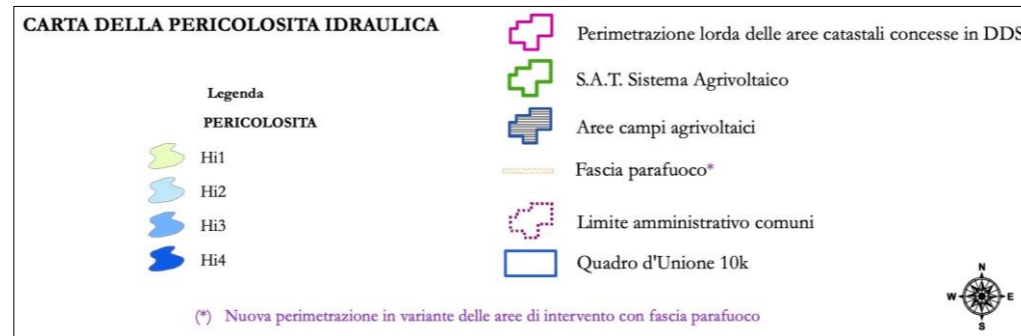 CARTA DELLA PERICOLOSITA IDRAULICA
Legenda
PERICOLOSITA
Hi1
Hi2
Hi3
Hi4
Perimetrazione lorda delle aree catastali concesse in DDS
S.A.T. Sistema Agrivoltaico
Aree campi agrivoltaici
Fascia parafuoco*
Limite amministrativo comuni
Quadro d'Unione 10k
(*) Nuova perimetrazione in variante delle aree di intervento con fascia parafuoco
N
W E
S